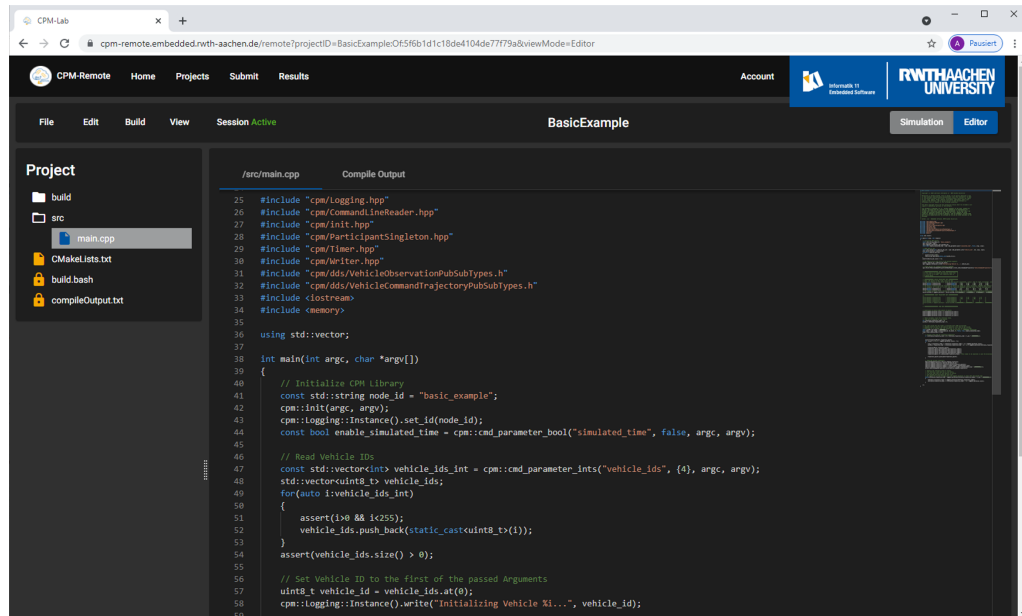 CPM-Lab
cpm-remote.embedded.rwth-aachen.de/remote?projectID=BasicExample:Of:5f6b1d1c18de4104de77f79a&viewMode=Editor
A Pausiert
CPM-Remote Home Projects Submit Results Account
Informatik 11
Embedded Software
RWTHAACHEN
UNIVERSITY
File Edit Build View Session Active BasicExample Simulation Editor
Project
build
src
main.cpp
CMakeLists.txt
build.bash
compileOutput.txt
/src/main.cpp Compile Output
25 #include "cpm/Logging.hpp"
26 #include "cpm/CommandLineReader.hpp"
27 #include "cpm/init.hpp"
28 #include "cpm/ParticipantSingleton.hpp"
29 #include "cpm/Timer.hpp"
30 #include "cpm/Writer.hpp"
31 #include "cpm/dds/VehicleObservationPubSubTypes.h"
32 #include "cpm/dds/VehicleCommandTrajectoryPubSubTypes.h"
33 #include <iostream>
34 #include <memory>
35
36 using std::vector;
37
38 int main(int argc, char *argv[])
39 {
40 // Initialize CPM Library
41 const std::string node_id = "basic_example";
42 cpm::init(argc, argv);
43 cpm::Logging::Instance().set_id(node_id);
44 const bool enable_simulated_time = cpm::cmd_parameter_bool("simulated_time", false, argc, argv);
45
46 // Read Vehicle IDs
47 const std::vector<int> vehicle_ids_int = cpm::cmd_parameter_ints("vehicle_ids", {4}, argc, argv);
48 std::vector<uint8_t> vehicle_ids;
49 for(auto i:vehicle_ids_int)
50 {
51 assert(i>0 && i<255);
52 vehicle_ids.push_back(static_cast<uint8_t>(i));
53 }
54 assert(vehicle_ids.size() > 0);
55
56 // Set Vehicle ID to the first of the passed Arguments
57 uint8_t vehicle_id = vehicle_ids.at(0);
58 cpm::Logging::Instance().write("Initializing Vehicle %i...", vehicle_id);
59